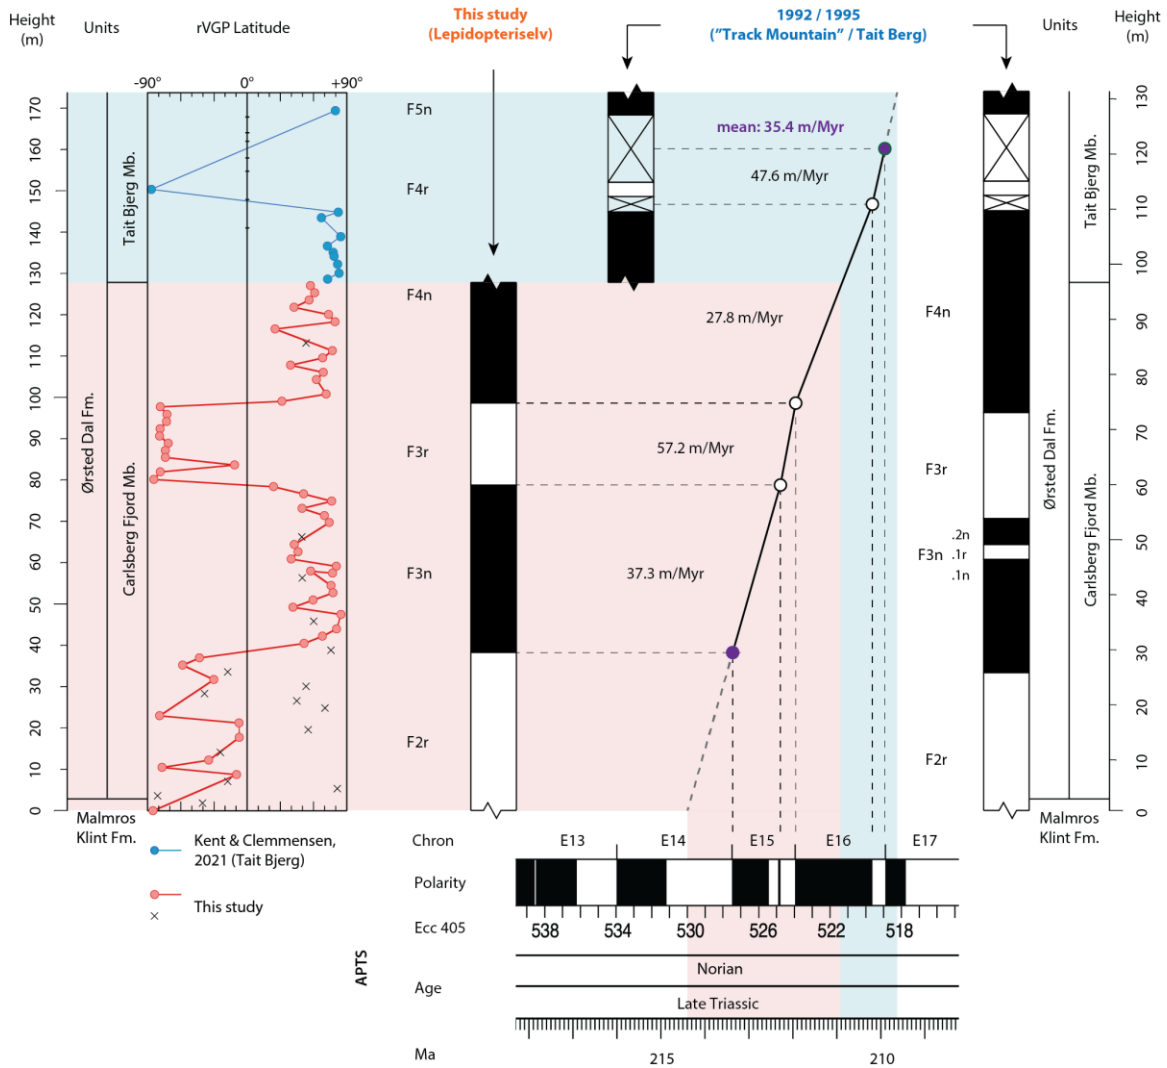 Height
(m)
Units
rVGP Latitude
This study
(Lepidopteriselv)
1992 / 1995
("Track Mountain" / Tait Berg)
Units
Height
(m)
-90°
0°
+90°
170
160
150
140
130
120
110
100
90
80
70
60
50
40
30
20
10
0
Tait Bjerg Mb.
Ørsted Dal Fm.
Carlsberg Fjord Mb.
Malmros
Klint Fm.
F5n
F4r
F4n
F3r
F3n
F2r
mean: 35.4 m/Myr
47.6 m/Myr
27.8 m/Myr
57.2 m/Myr
37.3 m/Myr
F4n
F3r
.2n
F3n .1r
.1n
F2r
Tait Bjerg Mb.
Ørsted Dal Fm.
Carlsberg Fjord Mb.
Malmros
Klint Fm.
130
120
110
100
90
80
70
60
50
40
30
20
10
0
Kent & Clemmensen,
2021 (Tait Bjerg)
This study
APTS
Chron
E13
E14
E15
E16
E17
Polarity
Ecc 405
538
534
530
526
522
518
Age
Norian
Late Triassic
Ma
215
210